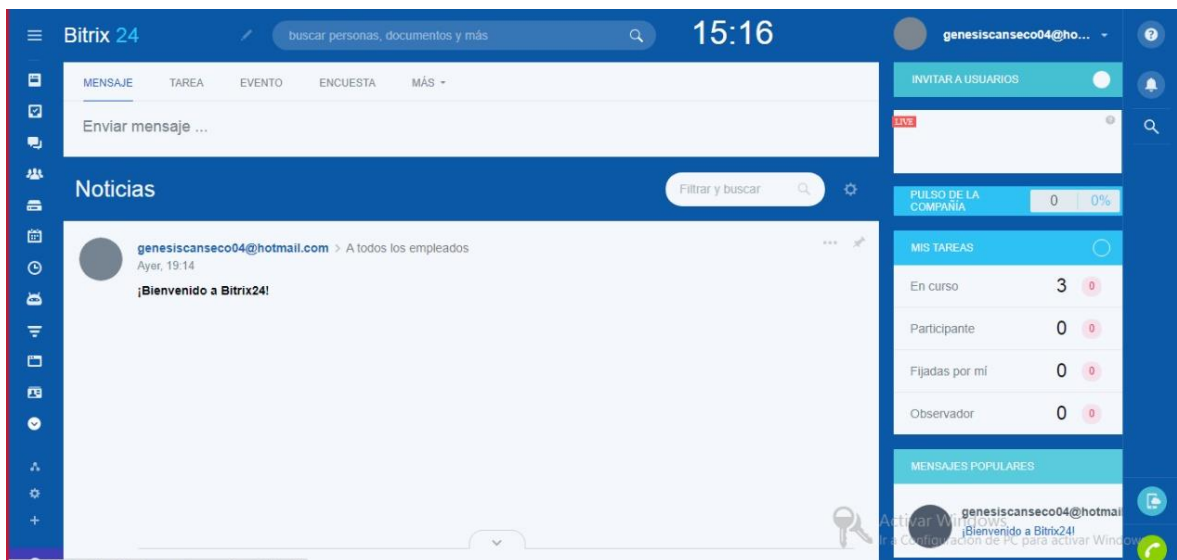 Bitrix 24
buscar personas, documentos y más
15:16
genesiscanseco04@ho...
MENSAJE TAREA EVENTO ENCUESTA MÁS
Enviar mensaje ...
INVITAR A USUARIOS
LIVE
Noticias
Filtrar y buscar
PULSO DE LA
COMPAÑÍA
0 0%
genesiscanseco04@hotmail.com > A todos los empleados
Ayer, 19:14
¡Bienvenido a Bitrix24!
MIS TAREAS
En curso 3 0
Participante 0 0
Fijadas por mí 0 0
Observador 0 0
MENSAJES POPULARES
genesiscanseco04@hotmail
¡Bienvenido a Bitrix24!
Activar Windows
Ir a Configuración de PC para activar Window